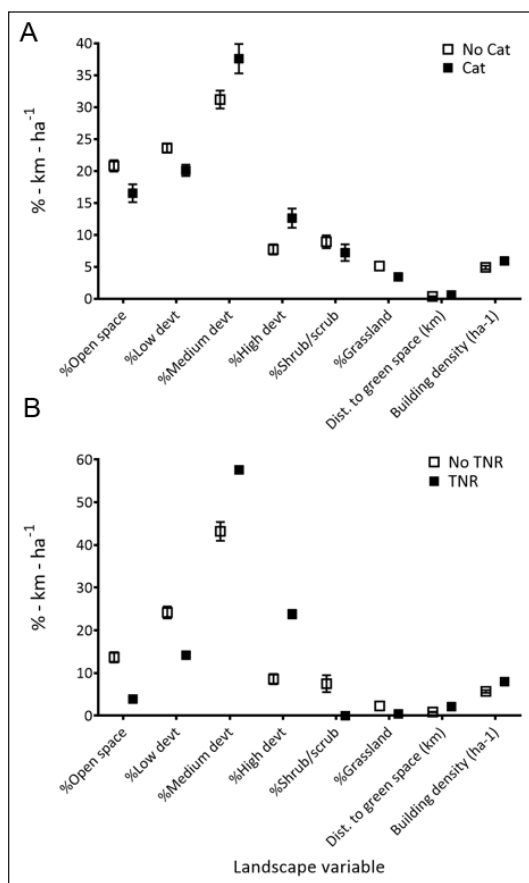 A
No Cat
Cat
% - km - ha-1
40
35
30
25
20
15
10
5
0
%Open space
%Low devt
%Medium devt
%High devt
%Shrub/scrub
%Grassland
Dist. to green space (km)
Building density (ha-1)
B
No TNR
TNR
% - km - ha-1
60
50
40
30
20
10
0
%Open space
%Low devt
%Medium devt
%High devt
%Shrub/scrub
%Grassland
Dist. to green space (km)
Building density (ha-1)
Landscape variable